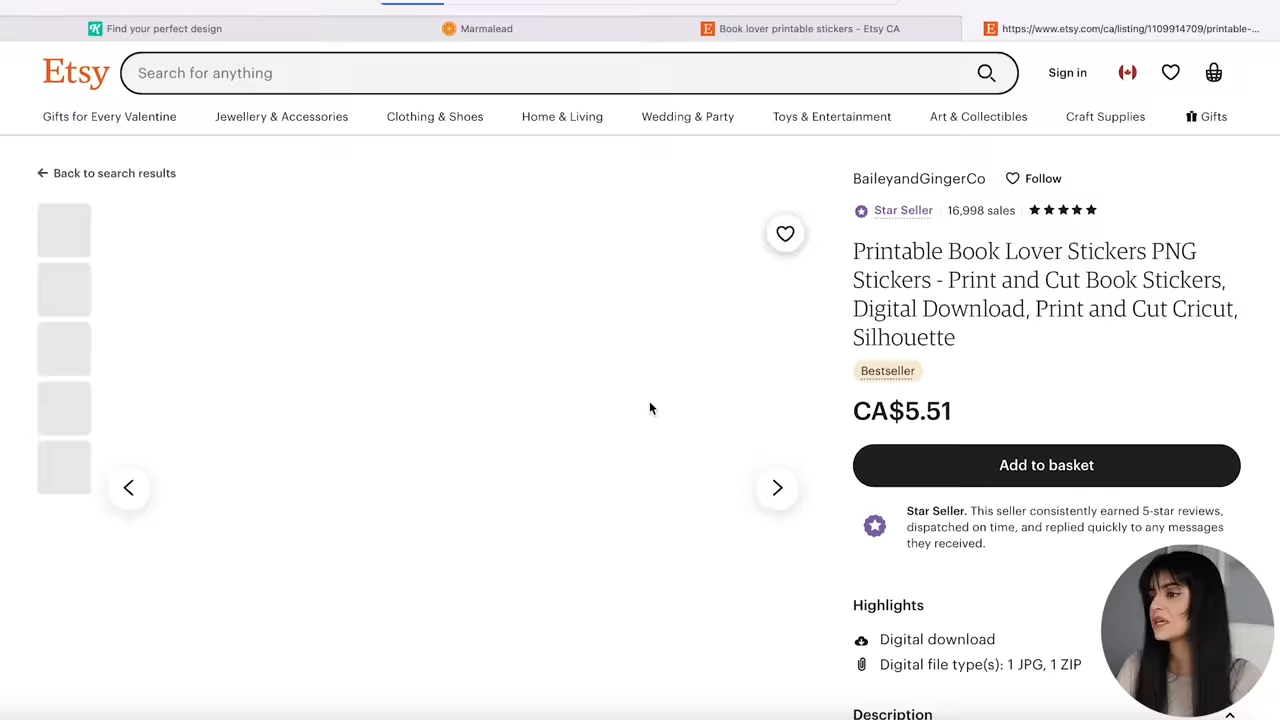 Find your perfect design
Marmalead
Book lover printable stickers - Etsy CA
https://www.etsy.com/ca/listing/1109914709/printable-...
Etsy
Search for anything
Sign in
Gifts for Every Valentine
Jewellery & Accessories
Clothing & Shoes
Home & Living
Wedding & Party
Toys & Entertainment
Art & Collectibles
Craft Supplies
Gifts
Back to search results
BaileyandGingerCo
Follow
Star Seller
16,998 sales
Printable Book Lover Stickers PNG
Stickers - Print and Cut Book Stickers,
Digital Download, Print and Cut Cricut,
Silhouette
Bestseller
CA$5.51
Add to basket
Star Seller. This seller consistently earned 5-star reviews,
dispatched on time, and replied quickly to any messages
they received.
Highlights
Digital download
Digital file type(s): 1 JPG, 1 ZIP
Description